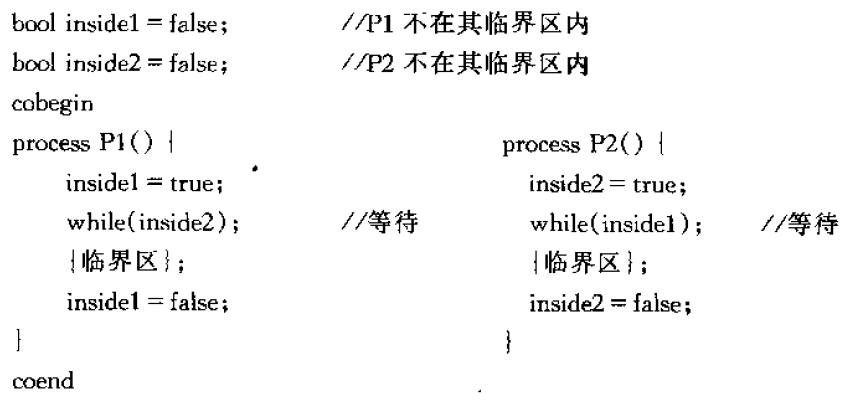 bool inside1 = false; //P1 不在其临界区内
bool inside2 = false; //P2 不在其临界区内
cobegin
process P1( ) { process P2( ) {
inside1 = true; inside2 = true;
while(inside2); //等待 while(inside1); //等待
{临界区}; {临界区};
inside1 = false; inside2 = false;
} }
coend